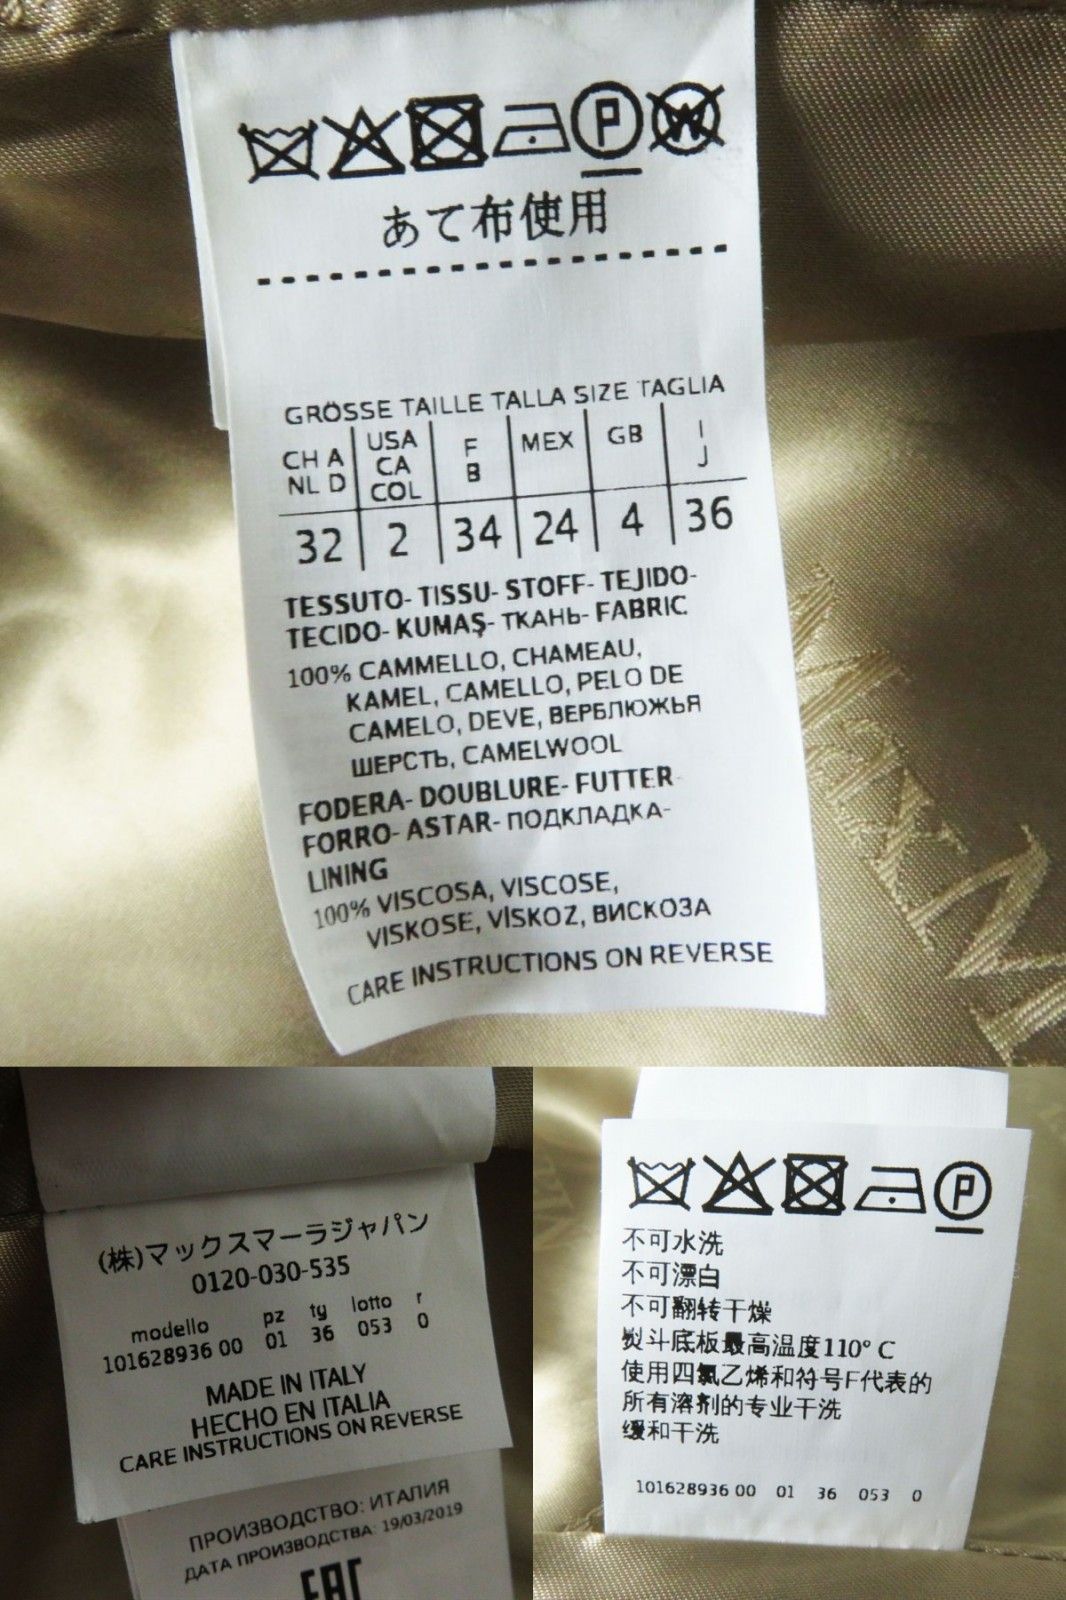 P W
あて布使用
GRÖSSE TAILLE TALLA SIZE TAGLIA
CH A NL D USA CA COL F B MEX GB I J
32 2 34 24 4 36
TESSUTO- TISSU- STOFF- TEJIDO-
TECIDO- KUMAŞ- ТКАНЬ- FABRIC
100% CAMMELLO, CHAMEAU,
KAMEL, CAMELLO, PELO DE
CAMELO, DEVE, ВЕРБЛЮЖЬЯ
ШЕРСТЬ, CAMELWOOL
FODERA- DOUBLURE- FUTTER-
FORRO- ASTAR- ПОДКЛАДКА-
LINING
100% VISCOSA, VISCOSE,
VISKOSE, VİSKOZ, ВИСКОЗА
CARE INSTRUCTIONS ON REVERSE
MaxM
(株)マックスマーラジャパン
0120-030-535
modello pz ty lotto r
101628936 00 01 36 053 0
MADE IN ITALY
HECHO EN ITALIA
CARE INSTRUCTIONS ON REVERSE
ПРОИЗВОДСТВО: ИТАЛИЯ
ДАТА ПРОИЗВОДСТВА: 19/03/2019
EAC
P
不可水洗
不可漂白
不可翻转干燥
熨斗底板最高温度110° C
使用四氯乙烯和符号F代表的
所有溶剂的专业干洗
缓和干洗
101628936 00 01 36 053 0